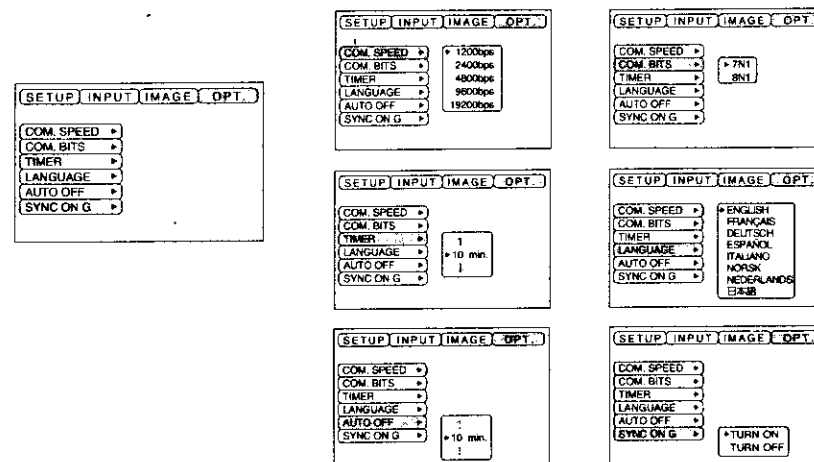 SETUP INPUT IMAGE OPT.
COM. SPEED
COM. BITS
TIMER
LANGUAGE
AUTO OFF
SYNC ON G
SETUP INPUT IMAGE OPT.
COM. SPEED
COM. BITS
TIMER
LANGUAGE
AUTO OFF
SYNC ON G
1200bps
2400bps
4800bps
9600bps
19200bps
SETUP INPUT IMAGE OPT.
COM. SPEED
COM. BITS
TIMER
LANGUAGE
AUTO OFF
SYNC ON G
7N1
8N1
SETUP INPUT IMAGE OPT.
COM. SPEED
COM. BITS
TIMER
LANGUAGE
AUTO OFF
SYNC ON G
10 min.
SETUP INPUT IMAGE OPT.
COM. SPEED
COM. BITS
TIMER
LANGUAGE
AUTO OFF
SYNC ON G
ENGLISH
FRANÇAIS
DEUTSCH
ESPAÑOL
ITALIANO
NORSK
NEDERLANDS
日本語
SETUP INPUT IMAGE OPT.
COM. SPEED
COM. BITS
TIMER
LANGUAGE
AUTO OFF
SYNC ON G
10 min.
SETUP INPUT IMAGE OPT.
COM. SPEED
COM. BITS
TIMER
LANGUAGE
AUTO OFF
SYNC ON G
TURN ON
TURN OFF